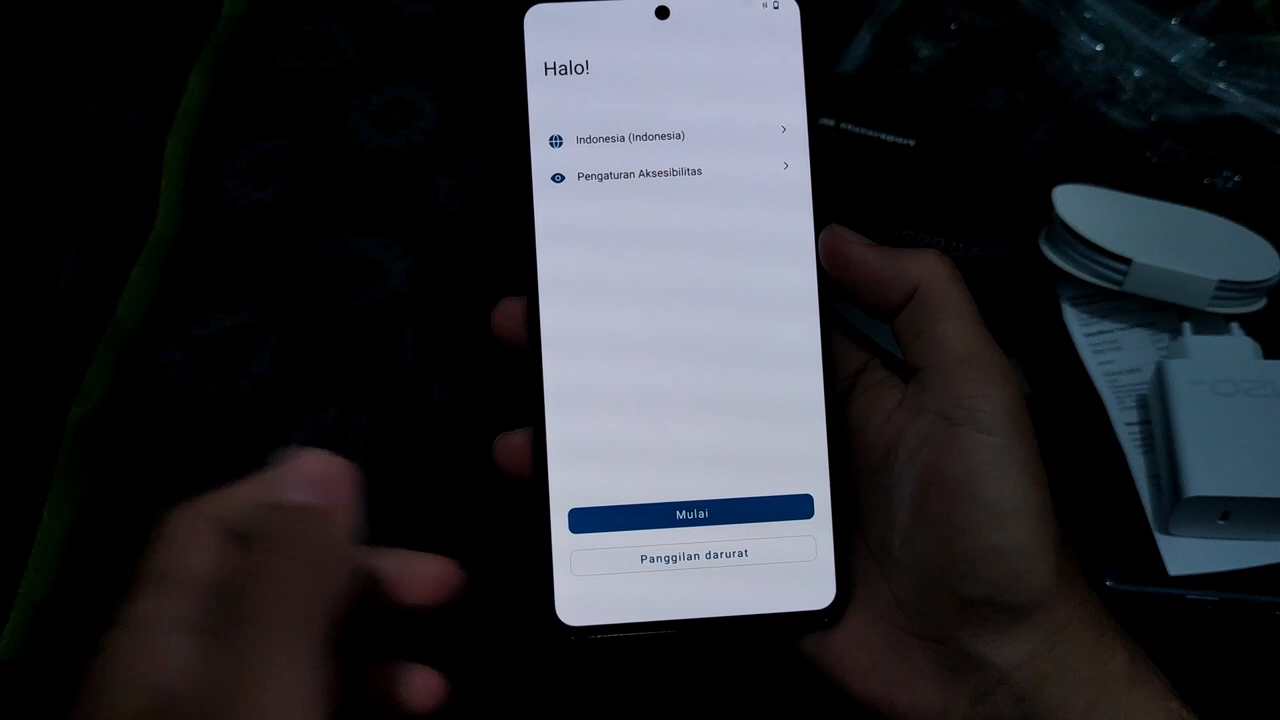 Halo!
Indonesia (Indonesia)
Pengaturan Aksesibilitas
Mulai
Panggilan darurat